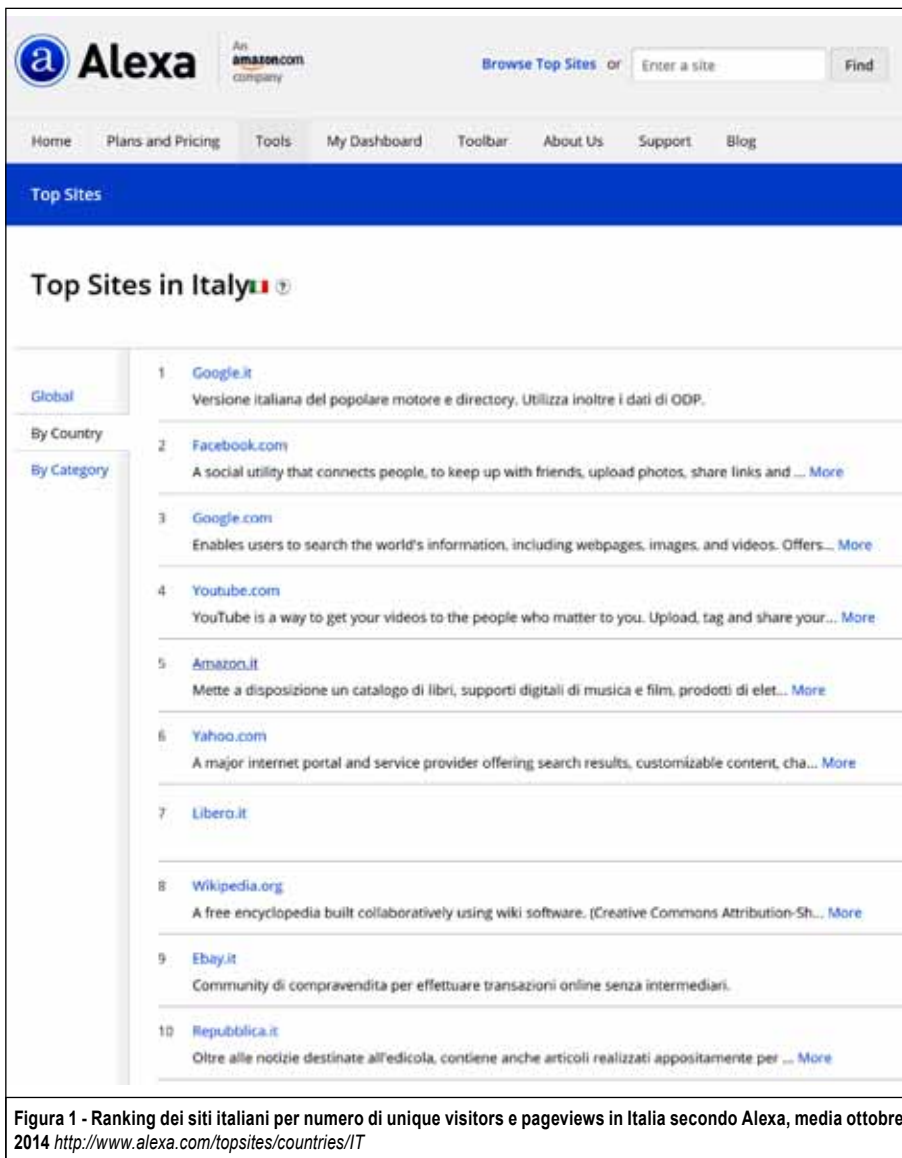 a Alexa
An
amazon.com
company
Browse Top Sites or Enter a site Find
Home Plans and Pricing Tools My Dashboard Toolbar About Us Support Blog
Top Sites
Top Sites in Italy ?
Global
By Country
By Category
1 Google.it
Versione italiana del popolare motore e directory. Utilizza inoltre i dati di ODP.
2 Facebook.com
A social utility that connects people, to keep up with friends, upload photos, share links and ... More
3 Google.com
Enables users to search the world's information, including webpages, images, and videos. Offers... More
4 Youtube.com
YouTube is a way to get your videos to the people who matter to you. Upload, tag and share your... More
5 Amazon.it
Mette a disposizione un catalogo di libri, supporti digitali di musica e film, prodotti di elet... More
6 Yahoo.com
A major internet portal and service provider offering search results, customizable content, cha... More
7 Libero.it
8 Wikipedia.org
A free encyclopedia built collaboratively using wiki software. (Creative Commons Attribution-Sh... More
9 Ebay.it
Community di compravendita per effettuare transazioni online senza intermediari.
10 Repubblica.it
Oltre alle notizie destinate all'edicola, contiene anche articoli realizzati appositamente per ... More
Figura 1 - Ranking dei siti italiani per numero di unique visitors e pageviews in Italia secondo Alexa, media ottobre
2014 http://www.alexa.com/topsites/countries/IT